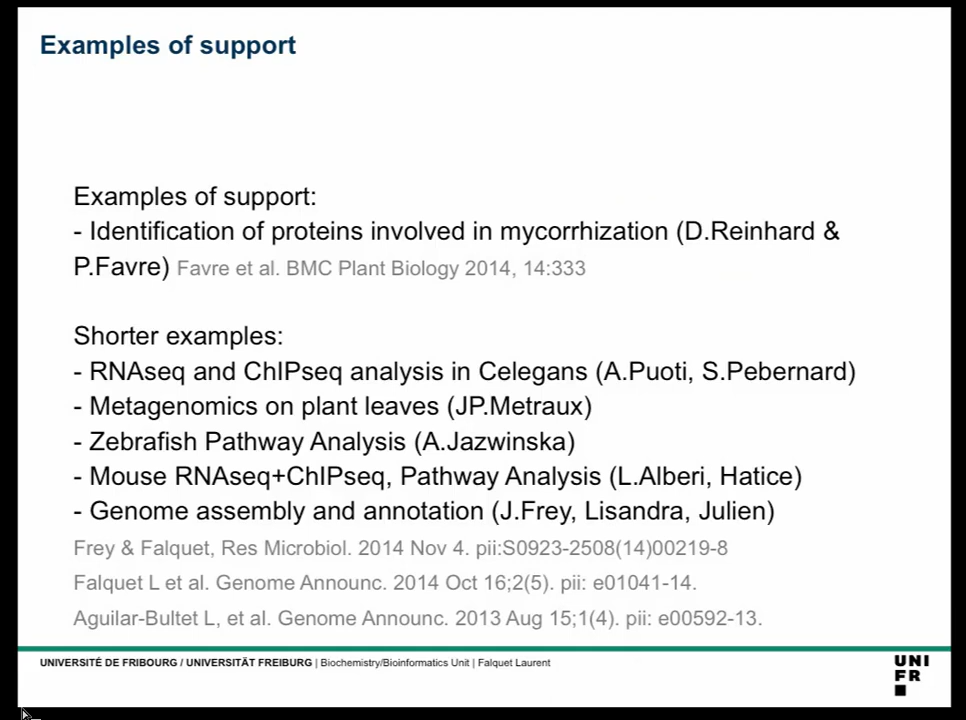 Examples of support
Examples of support:
- Identification of proteins involved in mycorrhization (D.Reinhard &
P.Favre) Favre et al. BMC Plant Biology 2014, 14:333
Shorter examples:
- RNAseq and ChIPseq analysis in Celegans (A.Puoti, S.Pebernard)
- Metagenomics on plant leaves (JP.Metraux)
- Zebrafish Pathway Analysis (A.Jazwinska)
- Mouse RNAseq+ChIPseq, Pathway Analysis (L.Alberi, Hatice)
- Genome assembly and annotation (J.Frey, Lisandra, Julien)
Frey & Falquet, Res Microbiol. 2014 Nov 4. pii:S0923-2508(14)00219-8
Falquet L et al. Genome Announc. 2014 Oct 16;2(5). pii: e01041-14.
Aguilar-Bultet L, et al. Genome Announc. 2013 Aug 15;1(4). pii: e00592-13.
UNIVERSITÉ DE FRIBOURG / UNIVERSITÄT FREIBURG | Biochemistry/Bioinformatics Unit | Falquet Laurent
UNI
FR